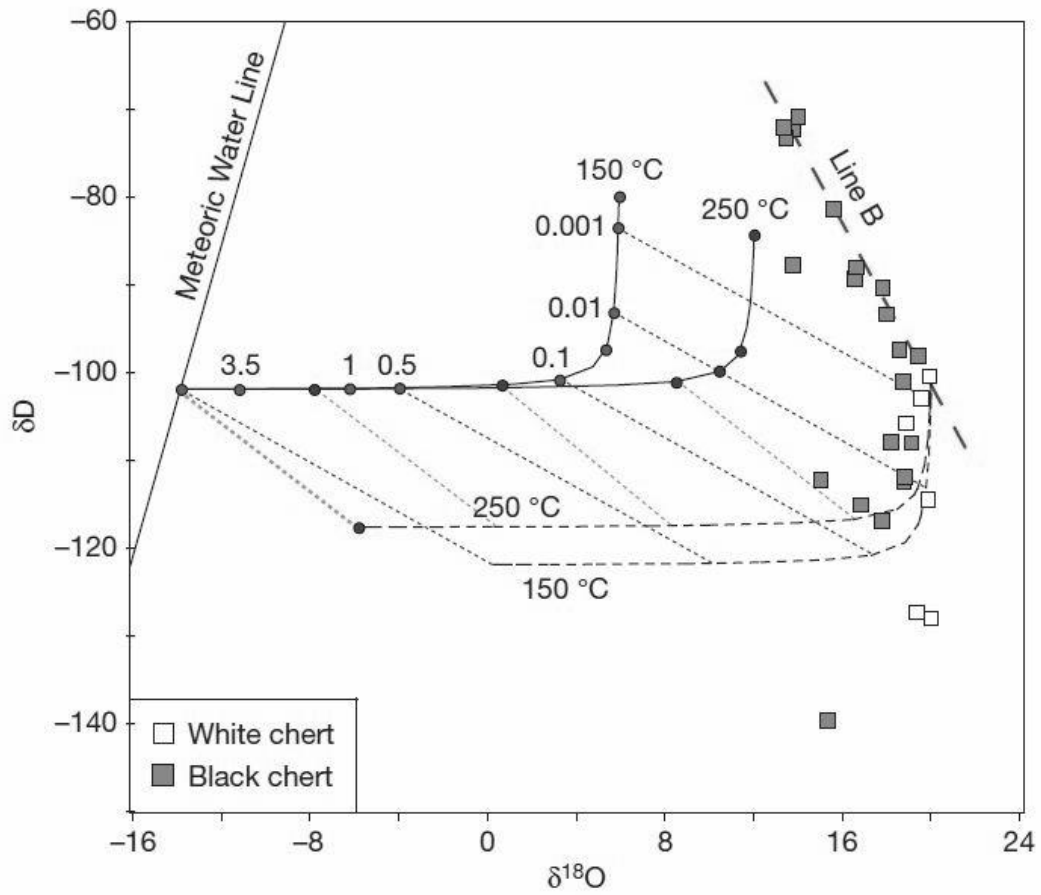 −60
−80
−100
−120
−140
δD
−16
−8
0
8
16
24
δ¹⁸O
Meteoric Water Line
Line B
150 °C
250 °C
0.001
0.01
3.5
1
0.5
0.1
250 °C
150 °C
White chert
Black chert